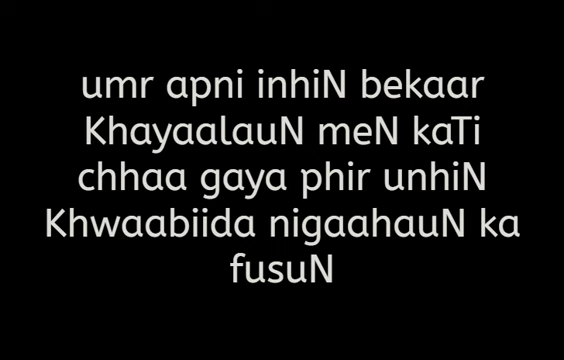 umr apni inhiN bekaar
KhayaalauN meN kaTi
chhaa gaya phir unhiN
Khwaabiida nigaahauN ka
fusuN